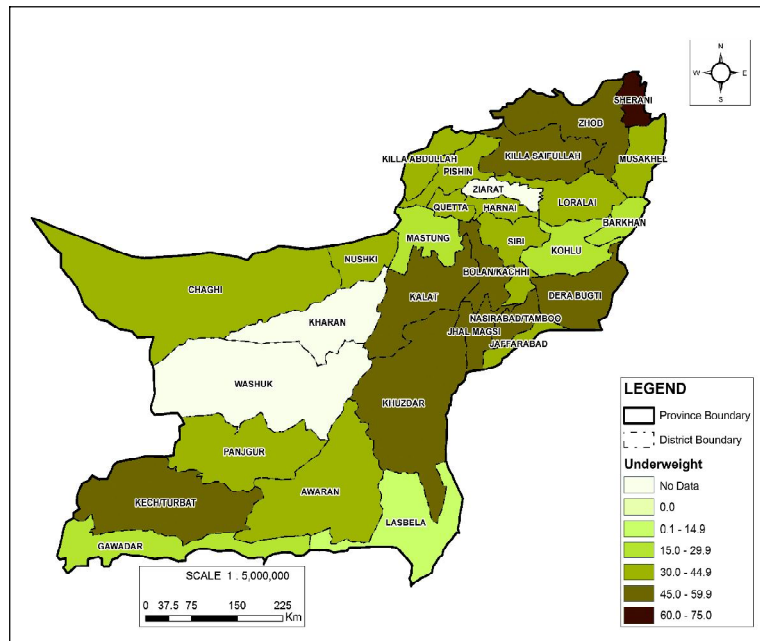 N
W E
S
SHERANI
ZHOD
KILLA SAIFULLAH
MUSAKHEL
KILLA ABDULLAH
PISHIN
ZIARAT
LORALAI
QUETTA
HARNAI
BARKHAN
MASTUNG
SIBI
KOHLU
NUSHKI
BOLAN/KACHHI
CHAGHI
KALAT
DERA BUGTI
KHARAN
NASIRABAD/TAMBOO
JHAL MAGSI
JAFFARABAD
WASHUK
KHUZDAR
PANJGUR
KECH/TURBAT
AWARAN
LASBELA
GAWADAR
SCALE 1 : 5,000,000
0 37.5 75 150 225
Km
LEGEND
Province Boundary
District Boundary
Underweight
No Data
0.0
0.1 - 14.9
15.0 - 29.9
30.0 - 44.9
45.0 - 59.9
60.0 - 75.0